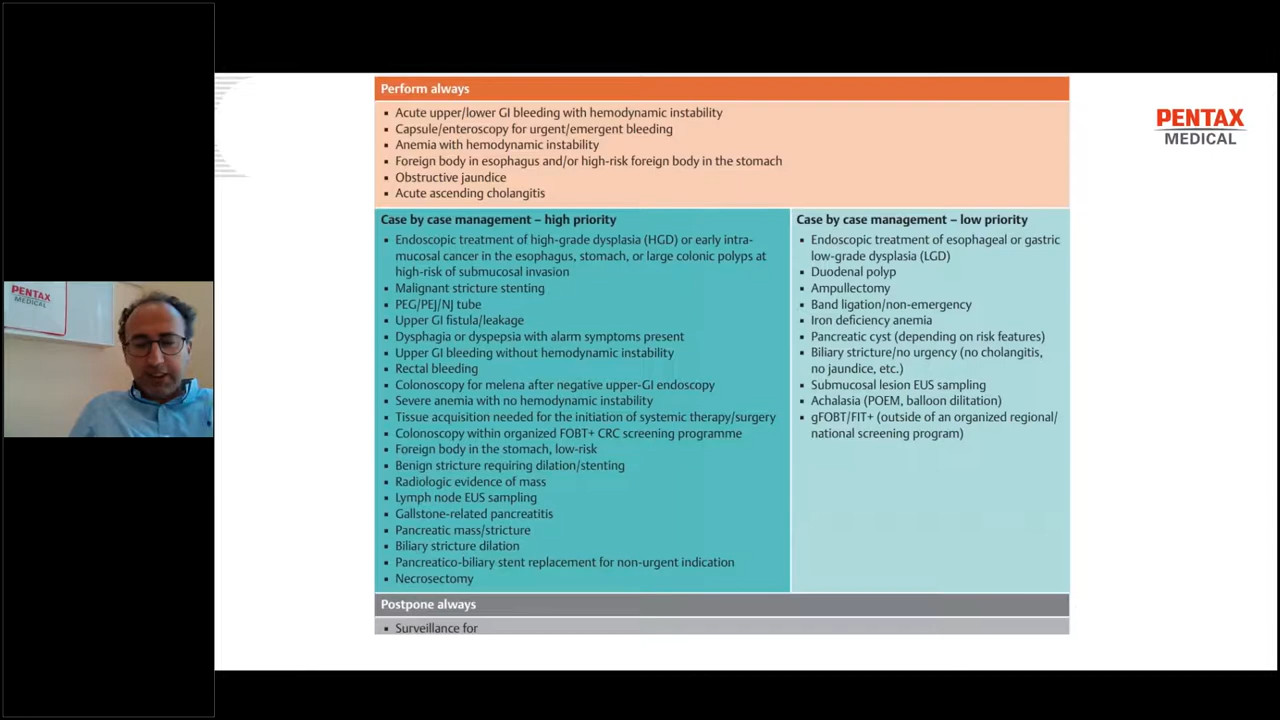 PENTAX
MEDICAL
PENTAX
MEDICAL
Perform always
▪ Acute upper/lower GI bleeding with hemodynamic instability
▪ Capsule/enteroscopy for urgent/emergent bleeding
▪ Anemia with hemodynamic instability
▪ Foreign body in esophagus and/or high-risk foreign body in the stomach
▪ Obstructive jaundice
▪ Acute ascending cholangitis
Case by case management – high priority
▪ Endoscopic treatment of high-grade dysplasia (HGD) or early intra-
mucosal cancer in the esophagus, stomach, or large colonic polyps at
high-risk of submucosal invasion
▪ Malignant stricture stenting
▪ PEG/PEJ/NJ tube
▪ Upper GI fistula/leakage
▪ Dysphagia or dyspepsia with alarm symptoms present
▪ Upper GI bleeding without hemodynamic instability
▪ Rectal bleeding
▪ Colonoscopy for melena after negative upper-GI endoscopy
▪ Severe anemia with no hemodynamic instability
▪ Tissue acquisition needed for the initiation of systemic therapy/surgery
▪ Colonoscopy within organized FOBT+ CRC screening programme
▪ Foreign body in the stomach, low-risk
▪ Benign stricture requiring dilation/stenting
▪ Radiologic evidence of mass
▪ Lymph node EUS sampling
▪ Gallstone-related pancreatitis
▪ Pancreatic mass/stricture
▪ Biliary stricture dilation
▪ Pancreatico-biliary stent replacement for non-urgent indication
▪ Necrosectomy
Case by case management – low priority
▪ Endoscopic treatment of esophageal or gastric
low-grade dysplasia (LGD)
▪ Duodenal polyp
▪ Ampullectomy
▪ Band ligation/non-emergency
▪ Iron deficiency anemia
▪ Pancreatic cyst (depending on risk features)
▪ Biliary stricture/no urgency (no cholangitis,
no jaundice, etc.)
▪ Submucosal lesion EUS sampling
▪ Achalasia (POEM, balloon dilitation)
▪ gFOBT/FIT+ (outside of an organized regional/
national screening program)
Postpone always
▪ Surveillance for